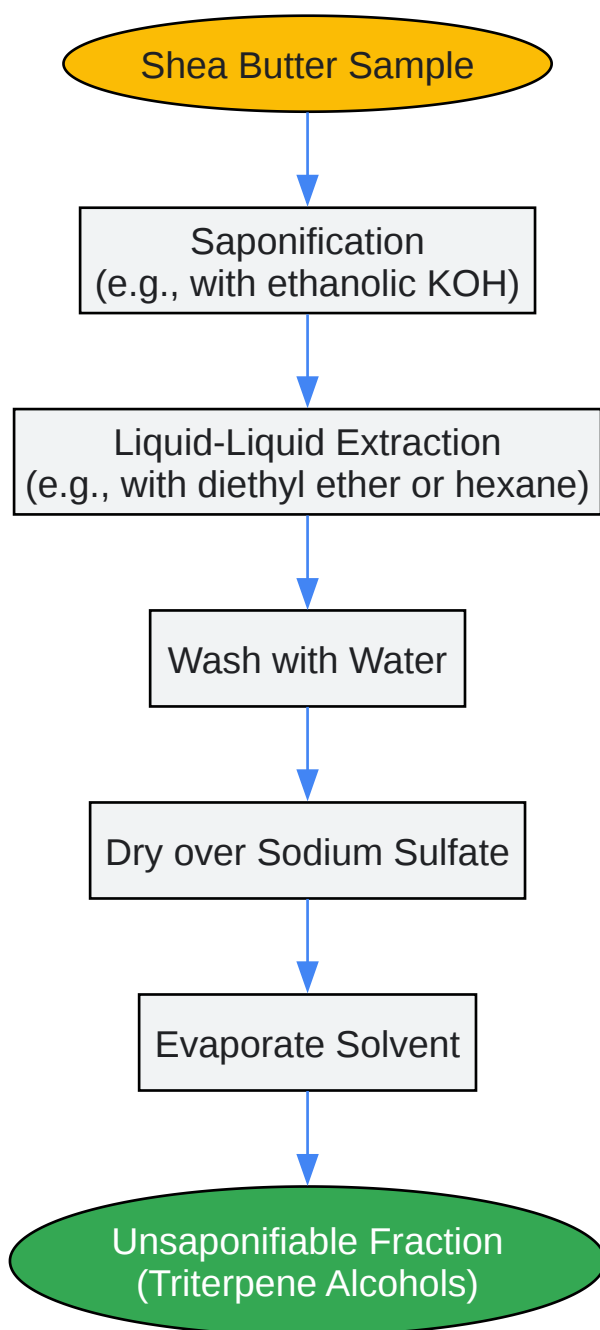 Shea Butter Sample
Saponification
(e.g., with ethanolic KOH)
Liquid-Liquid Extraction
(e.g., with diethyl ether or hexane)
Wash with Water
Dry over Sodium Sulfate
Evaporate Solvent
Unsaponifiable Fraction
(Triterpene Alcohols)